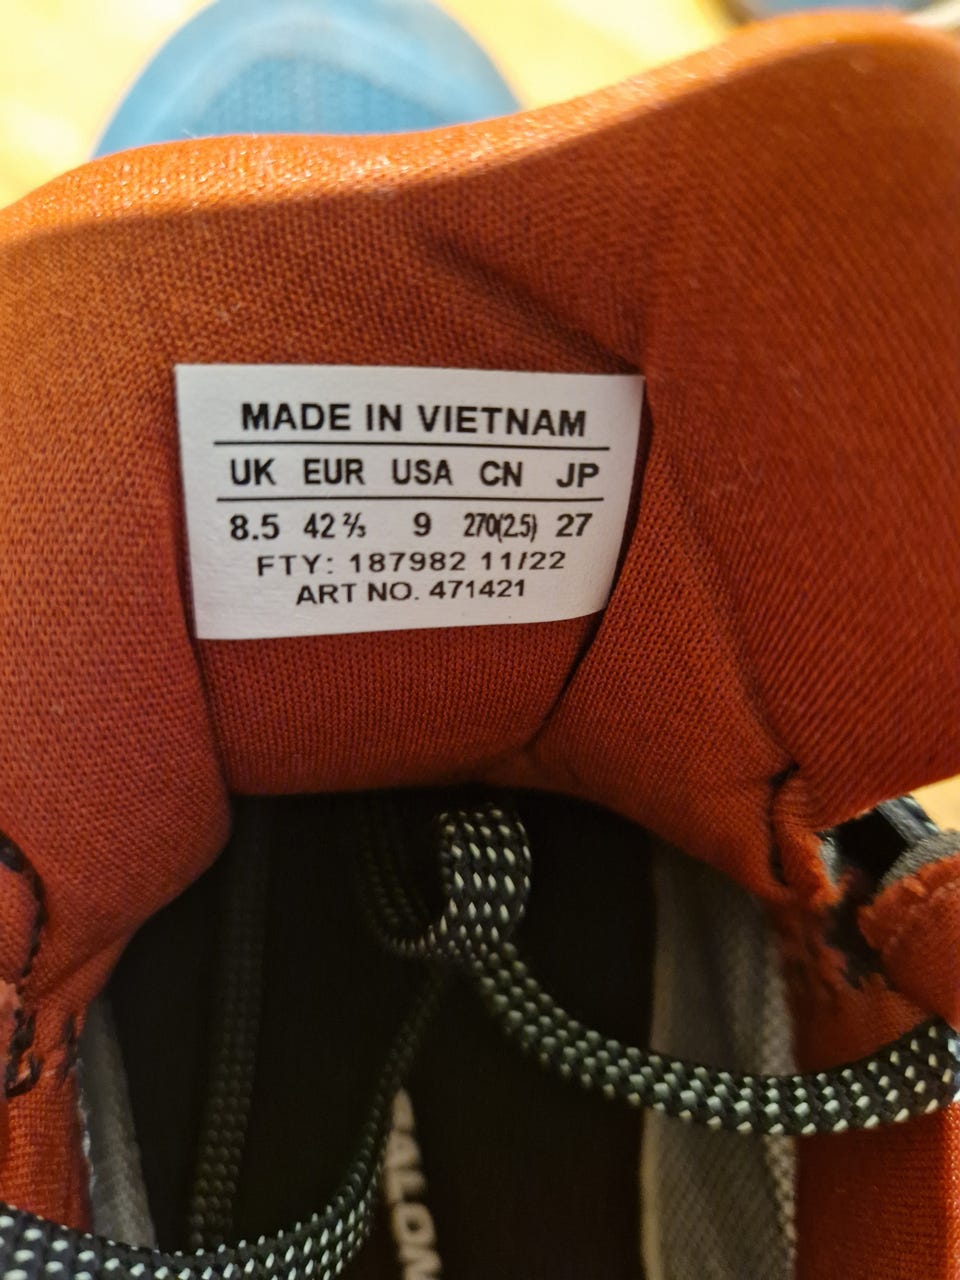 MADE IN VIETNAM
UK EUR USA CN JP
8.5 42 ⅔ 9 270(2.5) 27
FTY: 187982 11/22
ART NO. 471421
SALOMON